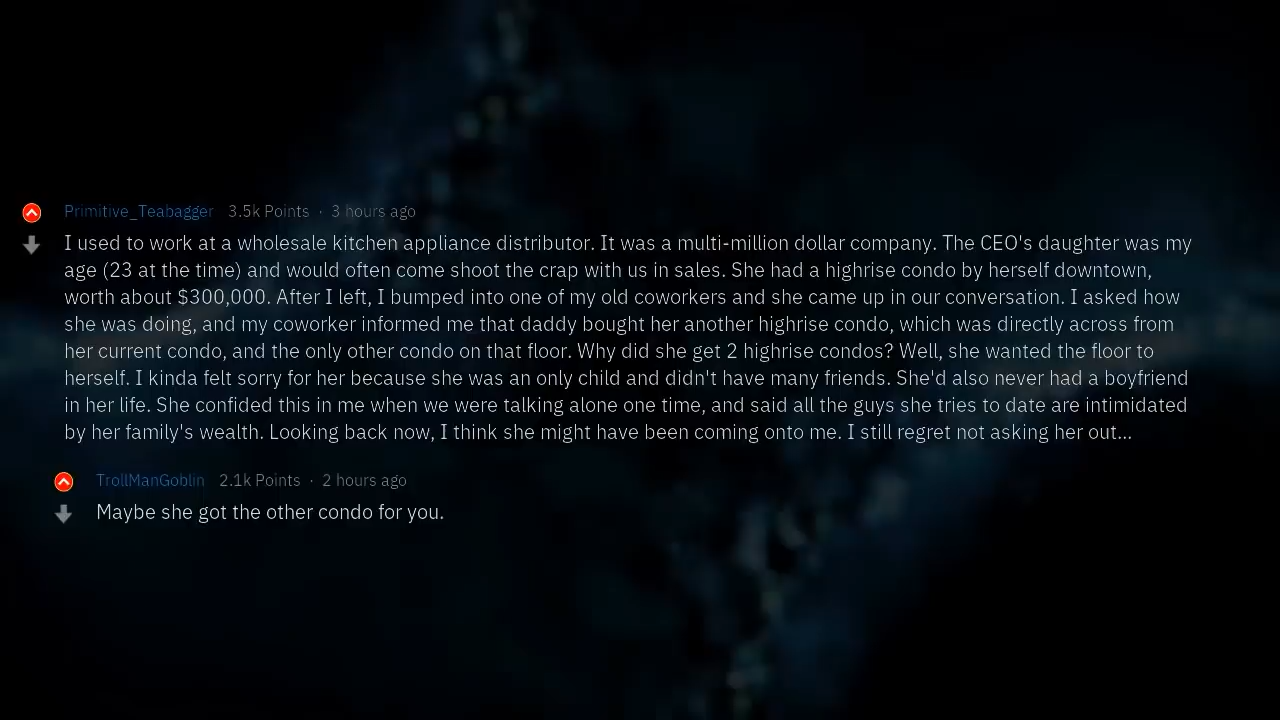 Primitive_Teabagger 3.5k Points · 3 hours ago
I used to work at a wholesale kitchen appliance distributor. It was a multi-million dollar company. The CEO's daughter was my
age (23 at the time) and would often come shoot the crap with us in sales. She had a highrise condo by herself downtown,
worth about $300,000. After I left, I bumped into one of my old coworkers and she came up in our conversation. I asked how
she was doing, and my coworker informed me that daddy bought her another highrise condo, which was directly across from
her current condo, and the only other condo on that floor. Why did she get 2 highrise condos? Well, she wanted the floor to
herself. I kinda felt sorry for her because she was an only child and didn't have many friends. She'd also never had a boyfriend
in her life. She confided this in me when we were talking alone one time, and said all the guys she tries to date are intimidated
by her family's wealth. Looking back now, I think she might have been coming onto me. I still regret not asking her out...
TrollManGoblin 2.1k Points · 2 hours ago
Maybe she got the other condo for you.